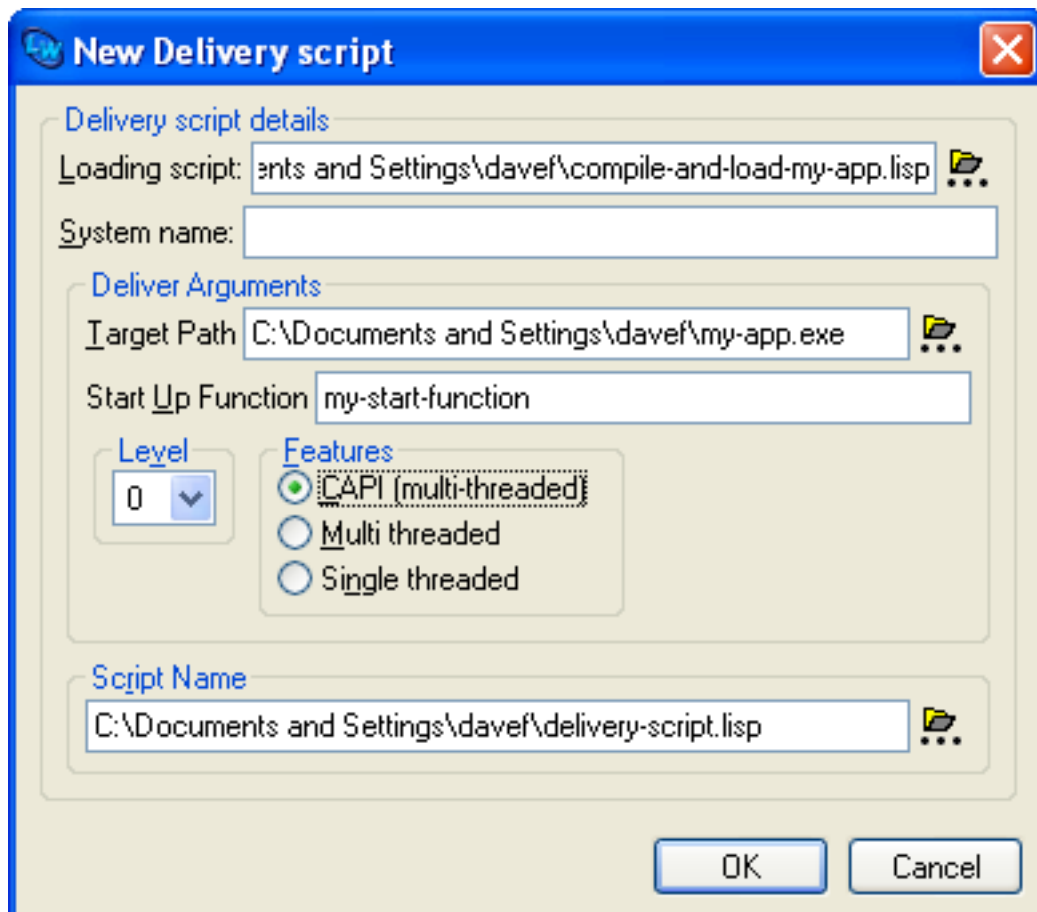 New Delivery script
Delivery script details
Loading script: ents and Settings\davef\compile-and-load-my-app.lisp
System name:
Deliver Arguments
Target Path C:\Documents and Settings\davef\my-app.exe
Start Up Function my-start-function
Level
0
Features
CAPI (multi-threaded)
Multi threaded
Single threaded
Script Name
C:\Documents and Settings\davef\delivery-script.lisp
OK Cancel